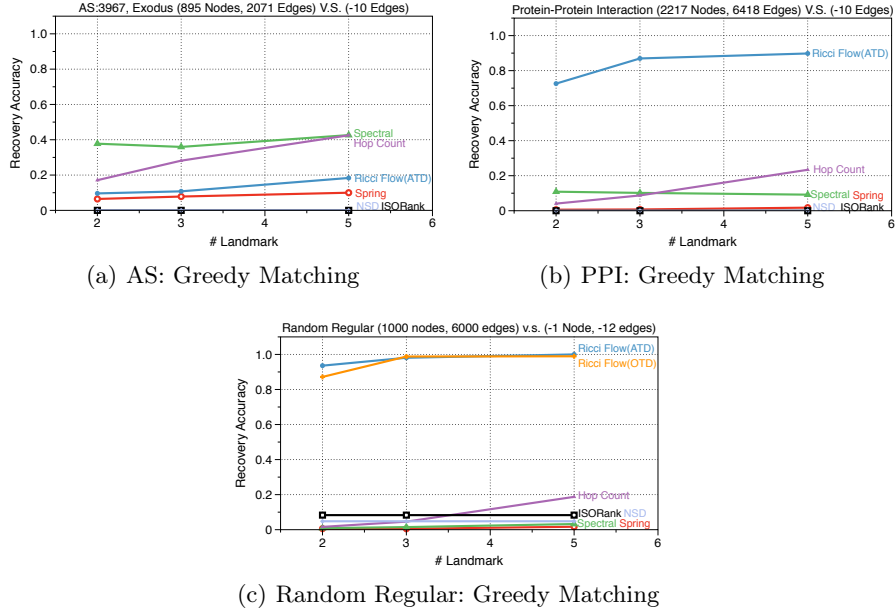 AS:3967, Exodus (895 Nodes, 2071 Edges) V.S. (-10 Edges)
1.0
0.8
0.6
0.4
0.2
0
Recovery Accuracy
Spectral
Hop Count
Ricci Flow(ATD)
Spring
NSD ISORank
2
3
4
5
6
# Landmark
(a) AS: Greedy Matching
Protein-Protein Interaction (2217 Nodes, 6418 Edges) V.S. (-10 Edges)
1.0
0.8
0.6
0.4
0.2
0
Recovery Accuracy
Ricci Flow(ATD)
Hop Count
Spectral Spring
NSD ISORank
2
3
4
5
6
# Landmark
(b) PPI: Greedy Matching
Random Regular (1000 nodes, 6000 edges) v.s. (-1 Node, -12 edges)
1.0
0.8
0.6
0.4
0.2
0
Recovery Accuracy
Ricci Flow(ATD)
Ricci Flow(OTD)
Hop Count
ISORank NSD
Spectral Spring
2
3
4
5
6
# Landmark
(c) Random Regular: Greedy Matching